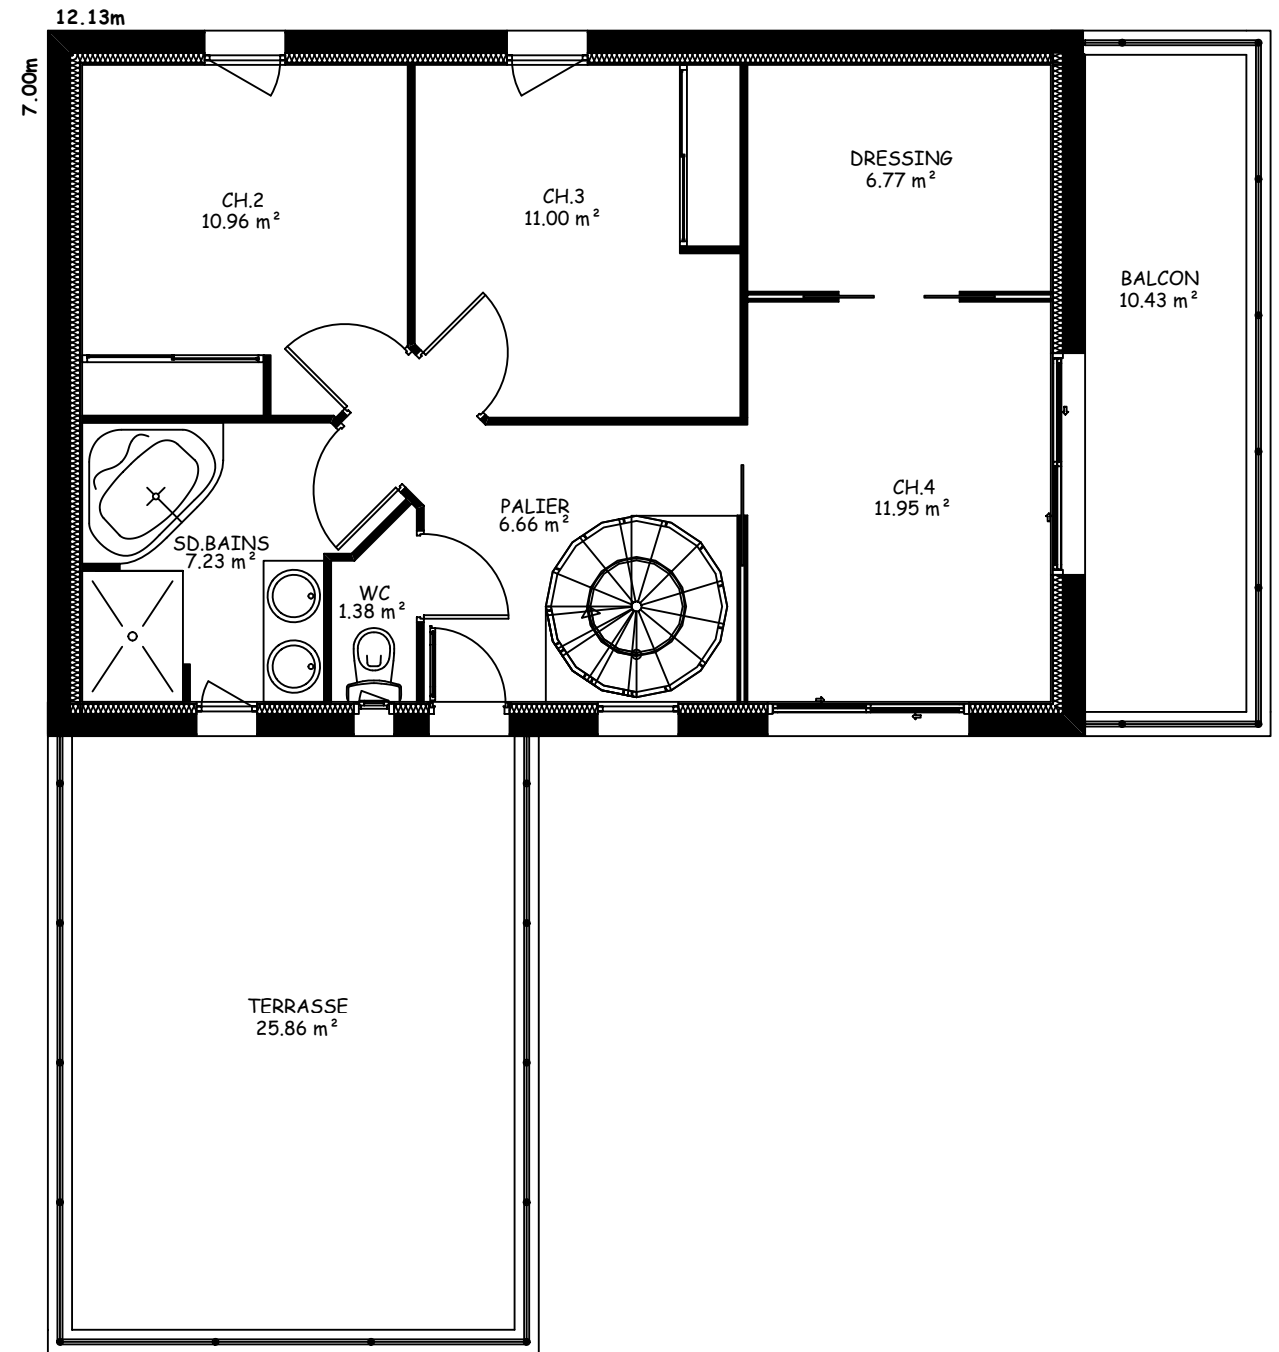 12.13m
7.00m
CH.2
10.96 m²
CH.3
11.00 m²
DRESSING
6.77 m²
BALCON
10.43 m²
CH.4
11.95 m²
PALIER
6.66 m²
SD.BAINS
7.23 m²
WC
1.38 m²
TERRASSE
25.86 m²